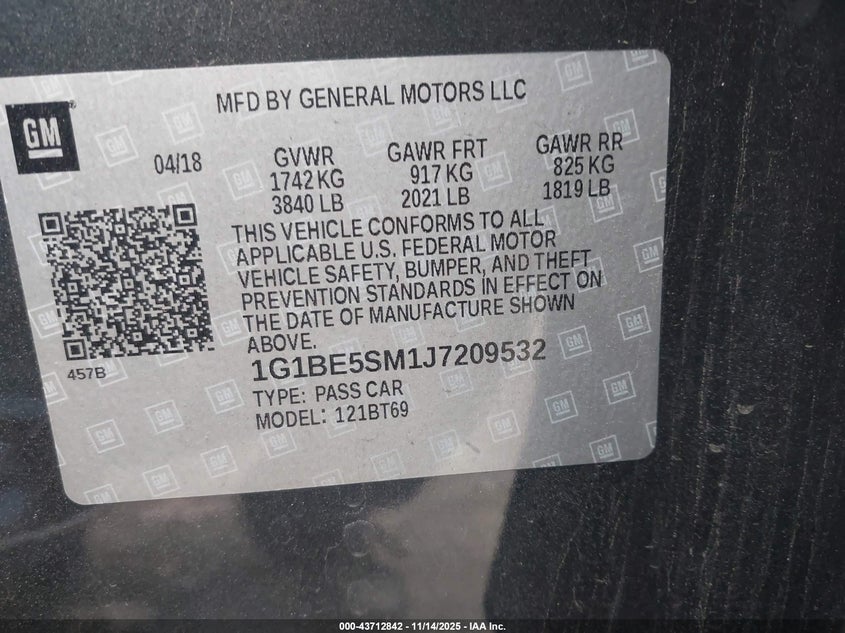 MFD BY GENERAL MOTORS LLC
GM
04/18
GVWR
1742 KG
3840 LB
GAWR FRT
917 KG
2021 LB
GAWR RR
825 KG
1819 LB
THIS VEHICLE CONFORMS TO ALL
APPLICABLE U.S. FEDERAL MOTOR
VEHICLE SAFETY, BUMPER, AND THEFT
PREVENTION STANDARDS IN EFFECT ON
THE DATE OF MANUFACTURE SHOWN
ABOVE.
457B
1G1BE5SM1J7209532
TYPE: PASS CAR
MODEL: 121BT69
000-43712842 - 11/14/2025 - IAA Inc.